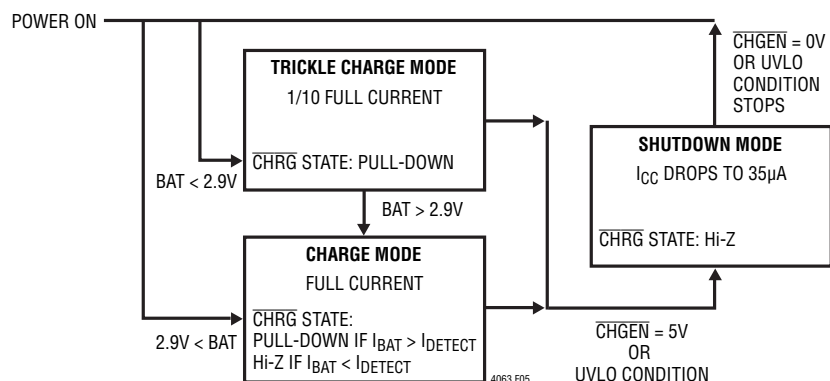 POWER ON
TRICKLE CHARGE MODE
1/10 FULL CURRENT
CHRG STATE: PULL-DOWN
BAT < 2.9V
BAT > 2.9V
CHARGE MODE
FULL CURRENT
CHRG STATE:
PULL-DOWN IF IBAT > IDETECT
Hi-Z IF IBAT < IDETECT
2.9V < BAT
4063 F05
CHGEN = 0V
OR UVLO
CONDITION
STOPS
SHUTDOWN MODE
ICC DROPS TO 35µA
CHRG STATE: Hi-Z
CHGEN = 5V
OR
UVLO CONDITION